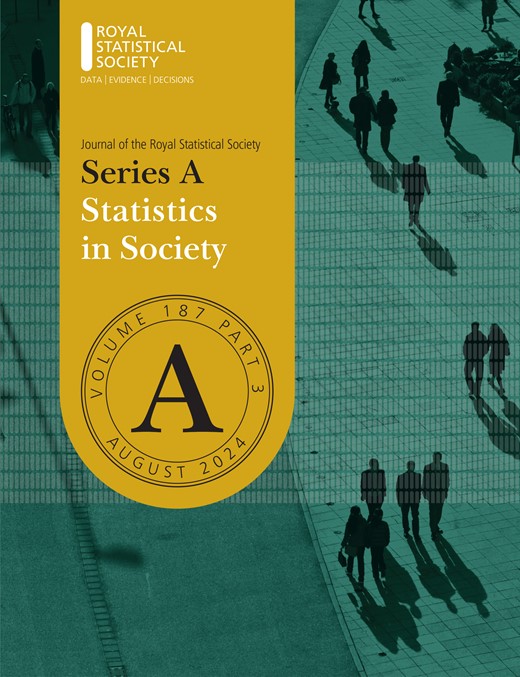 ROYAL
STATISTICAL
SOCIETY
DATA | EVIDENCE | DECISIONS
Journal of the Royal Statistical Society
Series A
Statistics
in Society
VOLUME 187 PART 3
A
AUGUST 2024